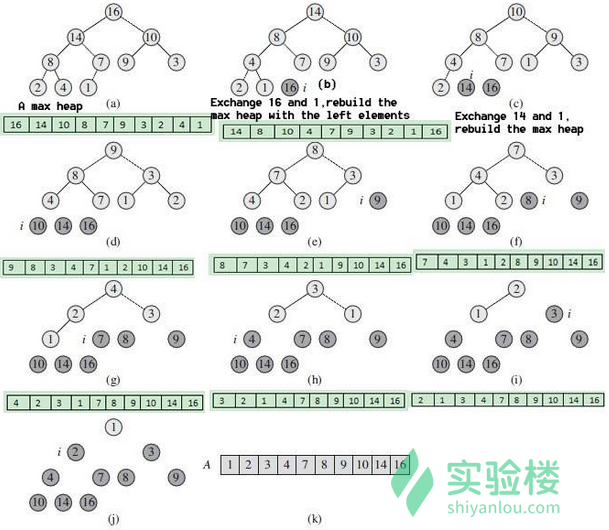 16
14 10
8 7 9 3
2 4 1
(a)
A max heap
16 14 10 8 7 9 3 2 4 1
14
8 10
4 7 9 3
2 1 16 i
(b)
Exchange 16 and 1,rebuild the
max heap with the left elements
14 8 10 4 7 9 3 2 1 16
10
8 9
4 7 1 3
i
2 14 16
(c)
Exchange 14 and 1,
rebuild the max heap
9
8 3
4 7 1 2
i 10 14 16
(d)
9 8 3 4 7 1 2 10 14 16
8
7 3
4 2 1 i 9
10 14 16
(e)
8 7 3 4 2 1 9 10 14 16
7
4 3
1 2 8 i 9
10 14 16
(f)
7 4 3 1 2 8 9 10 14 16
4
2 3
1 i 7 8 9
10 14 16
(g)
4 2 3 1 7 8 9 10 14 16
3
2 1
i 4 7 8 9
10 14 16
(h)
3 2 1 4 7 8 9 10 14 16
2
1 3 i
4 7 8 9
10 14 16
(i)
2 1 3 4 7 8 9 10 14 16
1
i 2 3
4 7 8 9
10 14 16
(j)
A 1 2 3 4 7 8 9 10 14 16
(k)
实验楼
shiyanlou.com